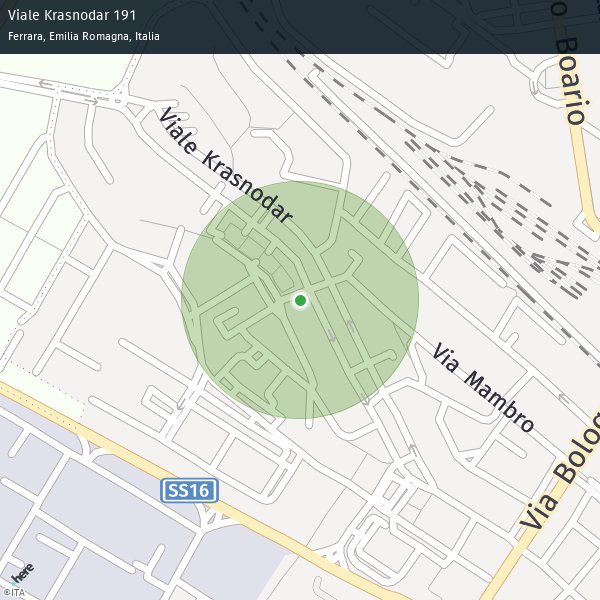 Viale Krasnodar 191
Ferrara, Emilia Romagna, Italia
o Boario
Viale Krasnodar
Via Mambro
Via Bolog
SS16
here
©ITA